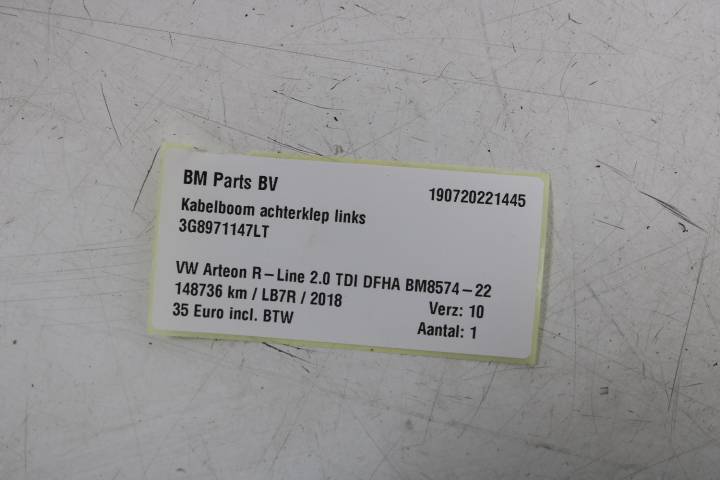 BM Parts BV 190720221445
Kabelboom achterklep links
3G8971147LT
VW Arteon R-Line 2.0 TDI DFHA BM8574-22
148736 km / LB7R / 2018 Verz: 10
35 Euro incl. BTW Aantal: 1